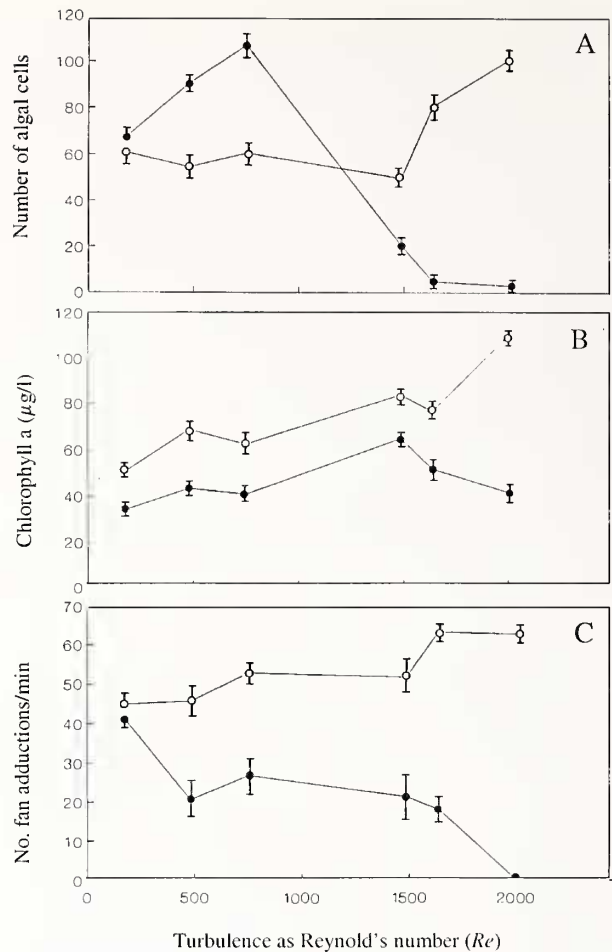 A
Number of algal cells
120
100
80
60
40
20
0
B
Chlorophyll a (µg/l)
120
100
80
60
40
20
0
C
No. fan adductions/min
70
60
50
40
30
20
10
0
0 500 1000 1500 2000
Turbulence as Reynold's number (Re)